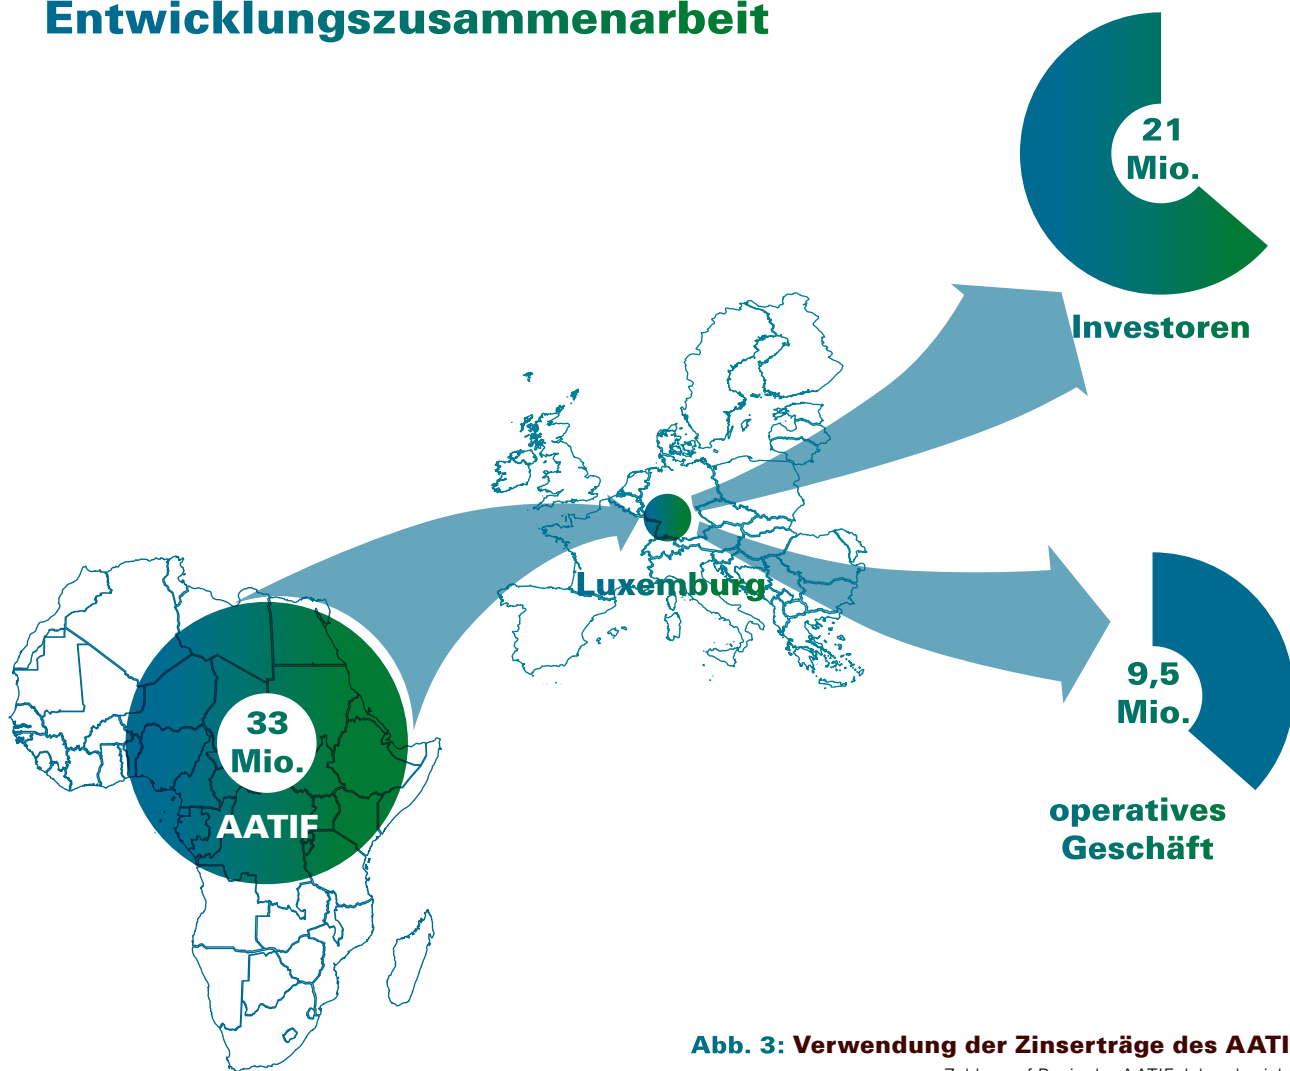 Entwicklungszusammenarbeit
21
Mio.
Investoren
Luxemburg
9,5
Mio.
33
Mio.
AATIF
operatives
Geschäft
Abb. 3: Verwendung der Zinserträge des AATI